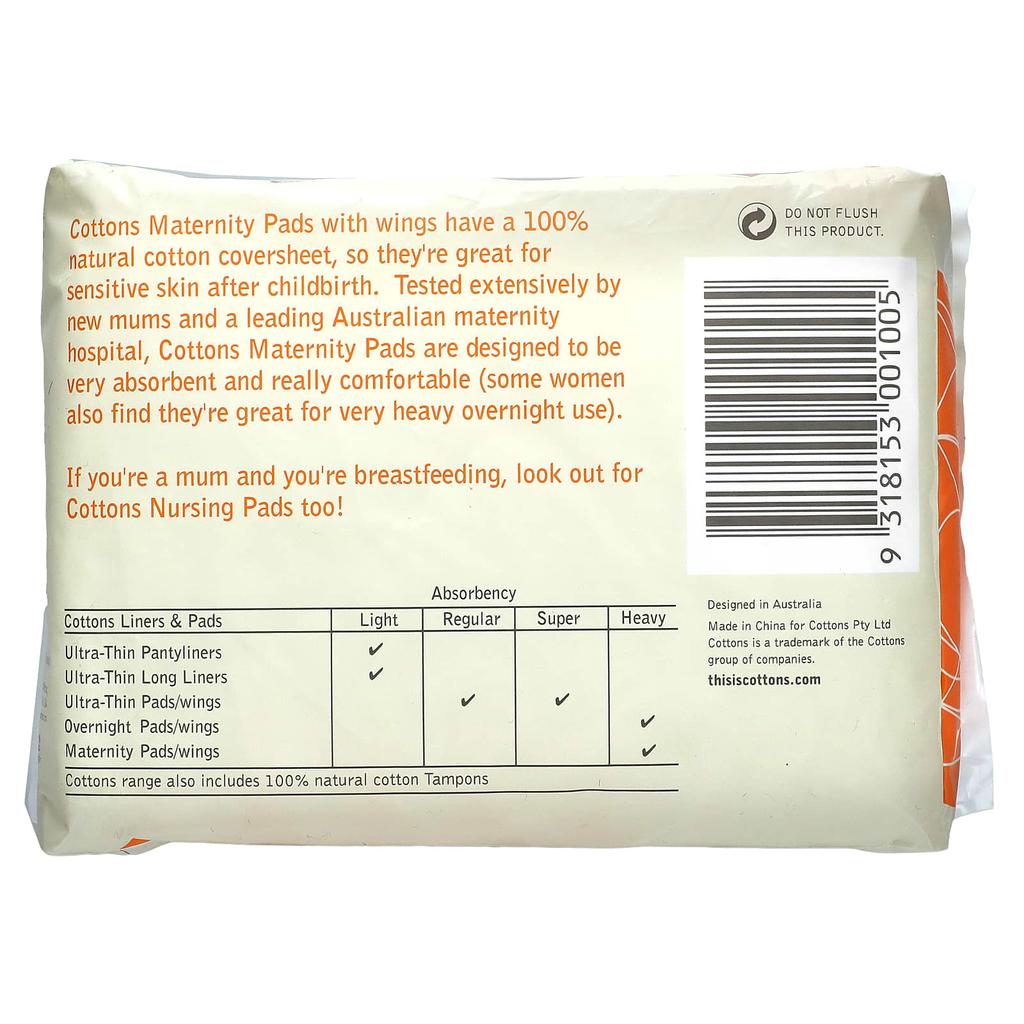 Cottons Maternity Pads with wings have a 100%
natural cotton coversheet, so they're great for
sensitive skin after childbirth. Tested extensively by
new mums and a leading Australian maternity
hospital, Cottons Maternity Pads are designed to be
very absorbent and really comfortable (some women
also find they're great for very heavy overnight use).
If you're a mum and you're breastfeeding, look out for
Cottons Nursing Pads too!
DO NOT FLUSH
THIS PRODUCT.
9 318153 001005
Absorbency
Cottons Liners & Pads Light Regular Super Heavy
Ultra-Thin Pantyliners ✓
Ultra-Thin Long Liners ✓
Ultra-Thin Pads/wings ✓ ✓
Overnight Pads/wings ✓
Maternity Pads/wings ✓
Cottons range also includes 100% natural cotton Tampons
Designed in Australia
Made in China for Cottons Pty Ltd
Cottons is a trademark of the Cottons
group of companies.
thisiscottons.com